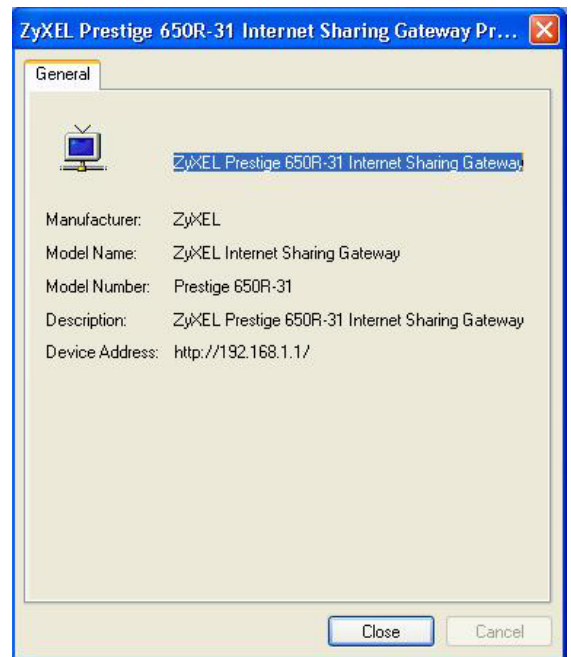 ZyXEL Prestige 650R-31 Internet Sharing Gateway Pr...
General
ZyXEL Prestige 650R-31 Internet Sharing Gateway
Manufacturer: ZyXEL
Model Name: ZyXEL Internet Sharing Gateway
Model Number: Prestige 650R-31
Description: ZyXEL Prestige 650R-31 Internet Sharing Gateway
Device Address: http://192.168.1.1/
Close Cancel